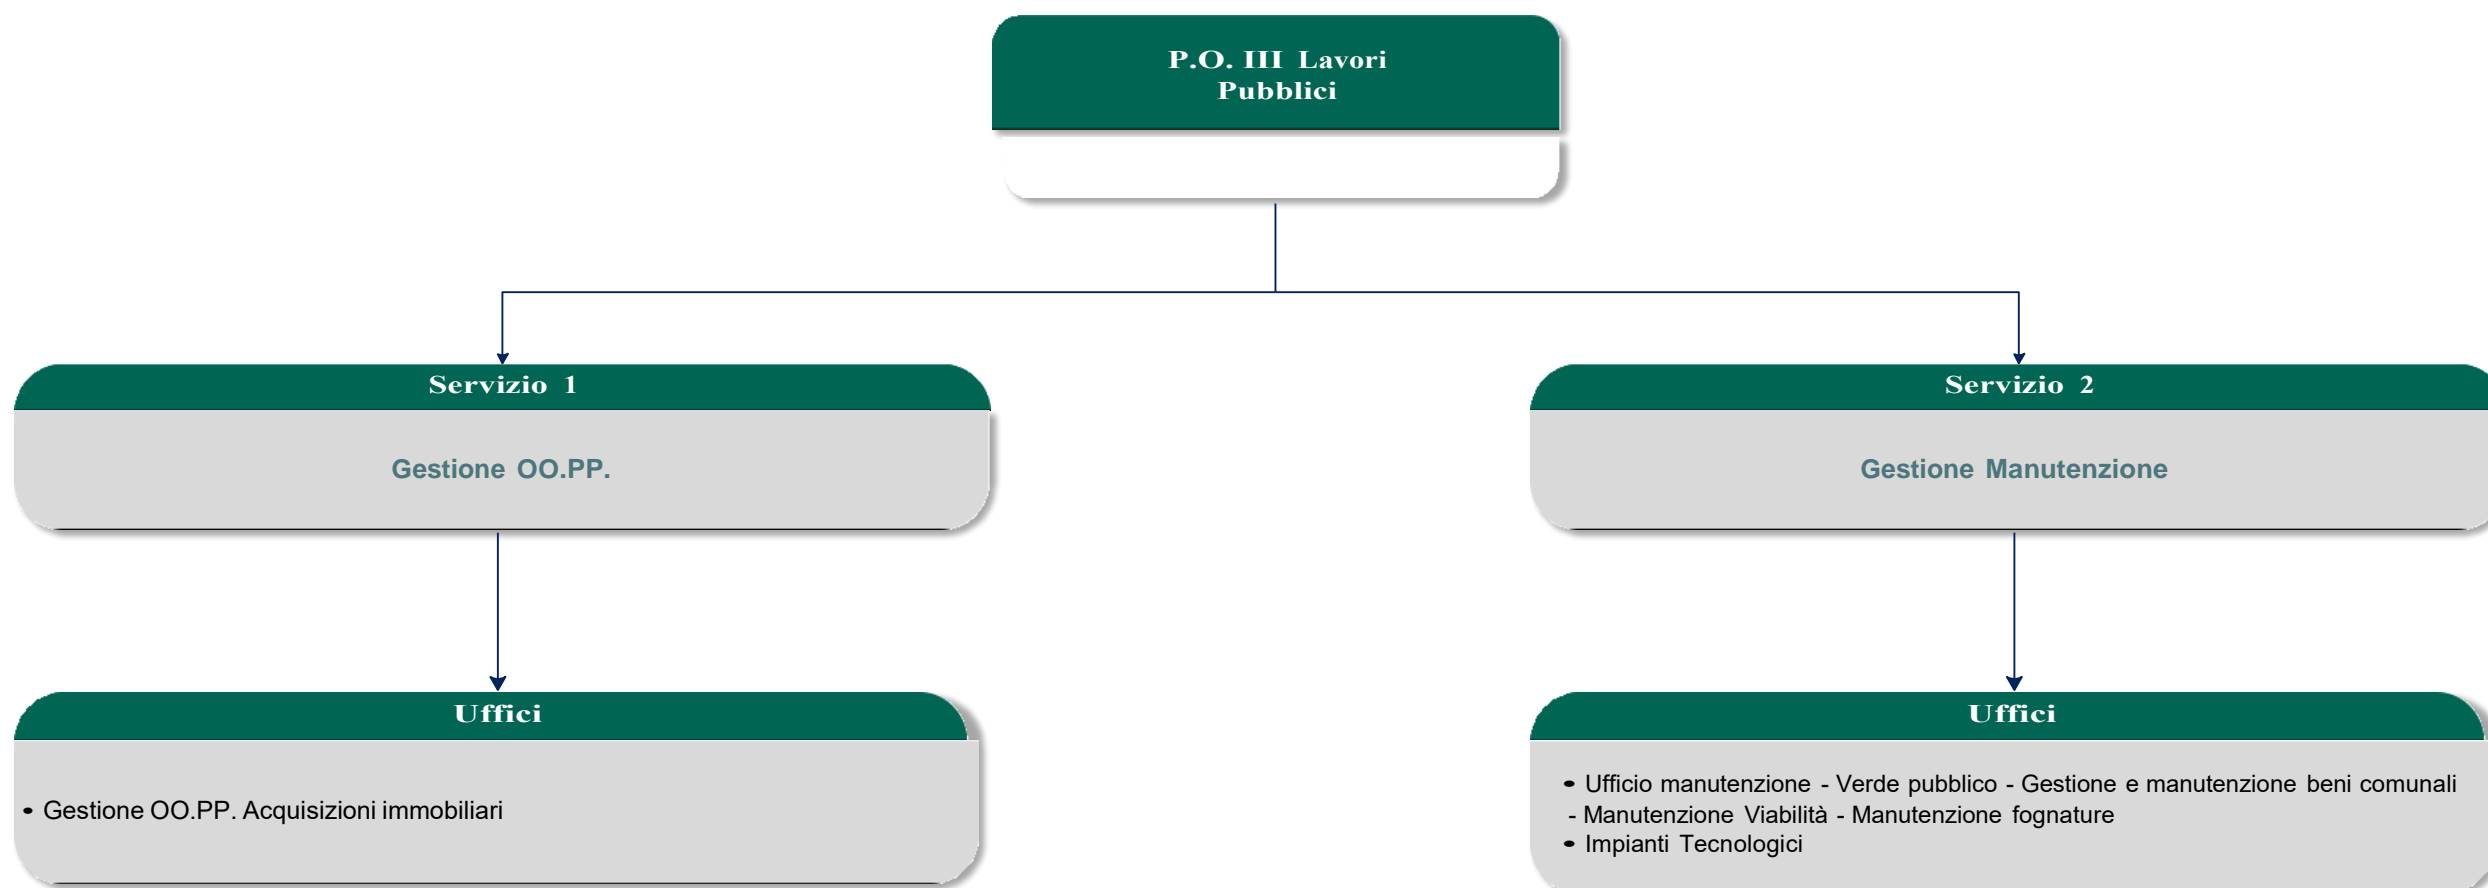 P.O. III Lavori
Pubblici
Servizio 1
Gestione OO.PP.
Servizio 2
Gestione Manutenzione
Uffici
• Gestione OO.PP. Acquisizioni immobiliari
Uffici
• Ufficio manutenzione - Verde pubblico - Gestione e manutenzione beni comunali
- Manutenzione Viabilità - Manutenzione fognature
• Impianti Tecnologici